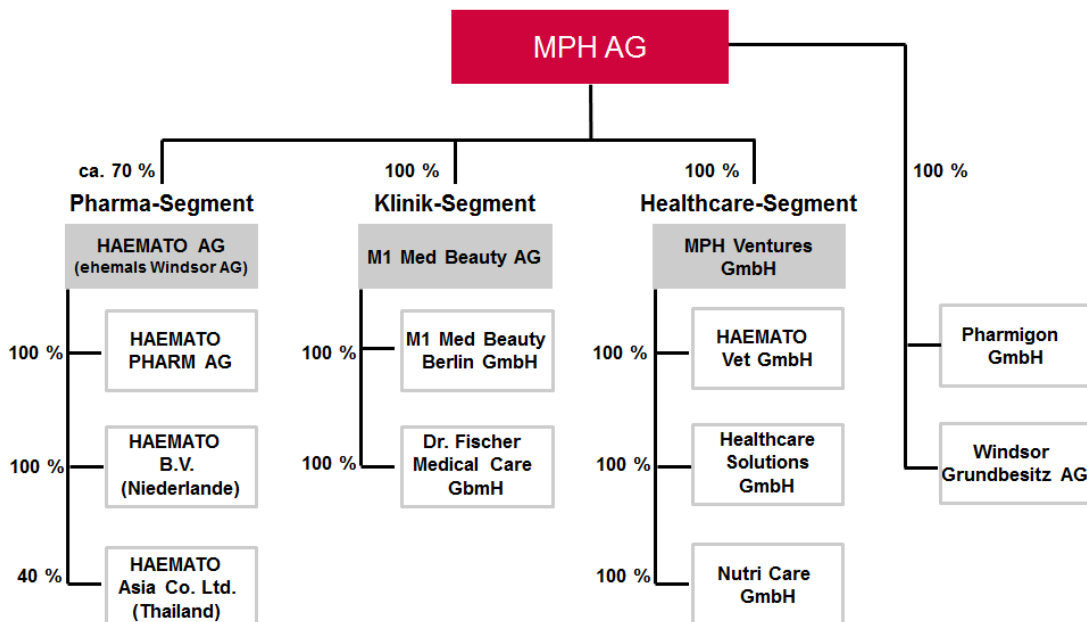 MPH AG
ca. 70 %
100 %
100 %
100 %
Pharma-Segment
Klinik-Segment
Healthcare-Segment
HAEMATO AG
(ehemals Windsor AG)
M1 Med Beauty AG
MPH Ventures
GmbH
100 %
HAEMATO
PHARM AG
100 %
HAEMATO
B.V.
(Niederlande)
40 %
HAEMATO
Asia Co. Ltd.
(Thailand)
100 %
M1 Med Beauty
Berlin GmbH
100 %
Dr. Fischer
Medical Care
GbmH
100 %
HAEMATO
Vet GmbH
100 %
Healthcare
Solutions
GmbH
100 %
Nutri Care
GmbH
Pharmigon
GmbH
Windsor
Grundbesitz AG